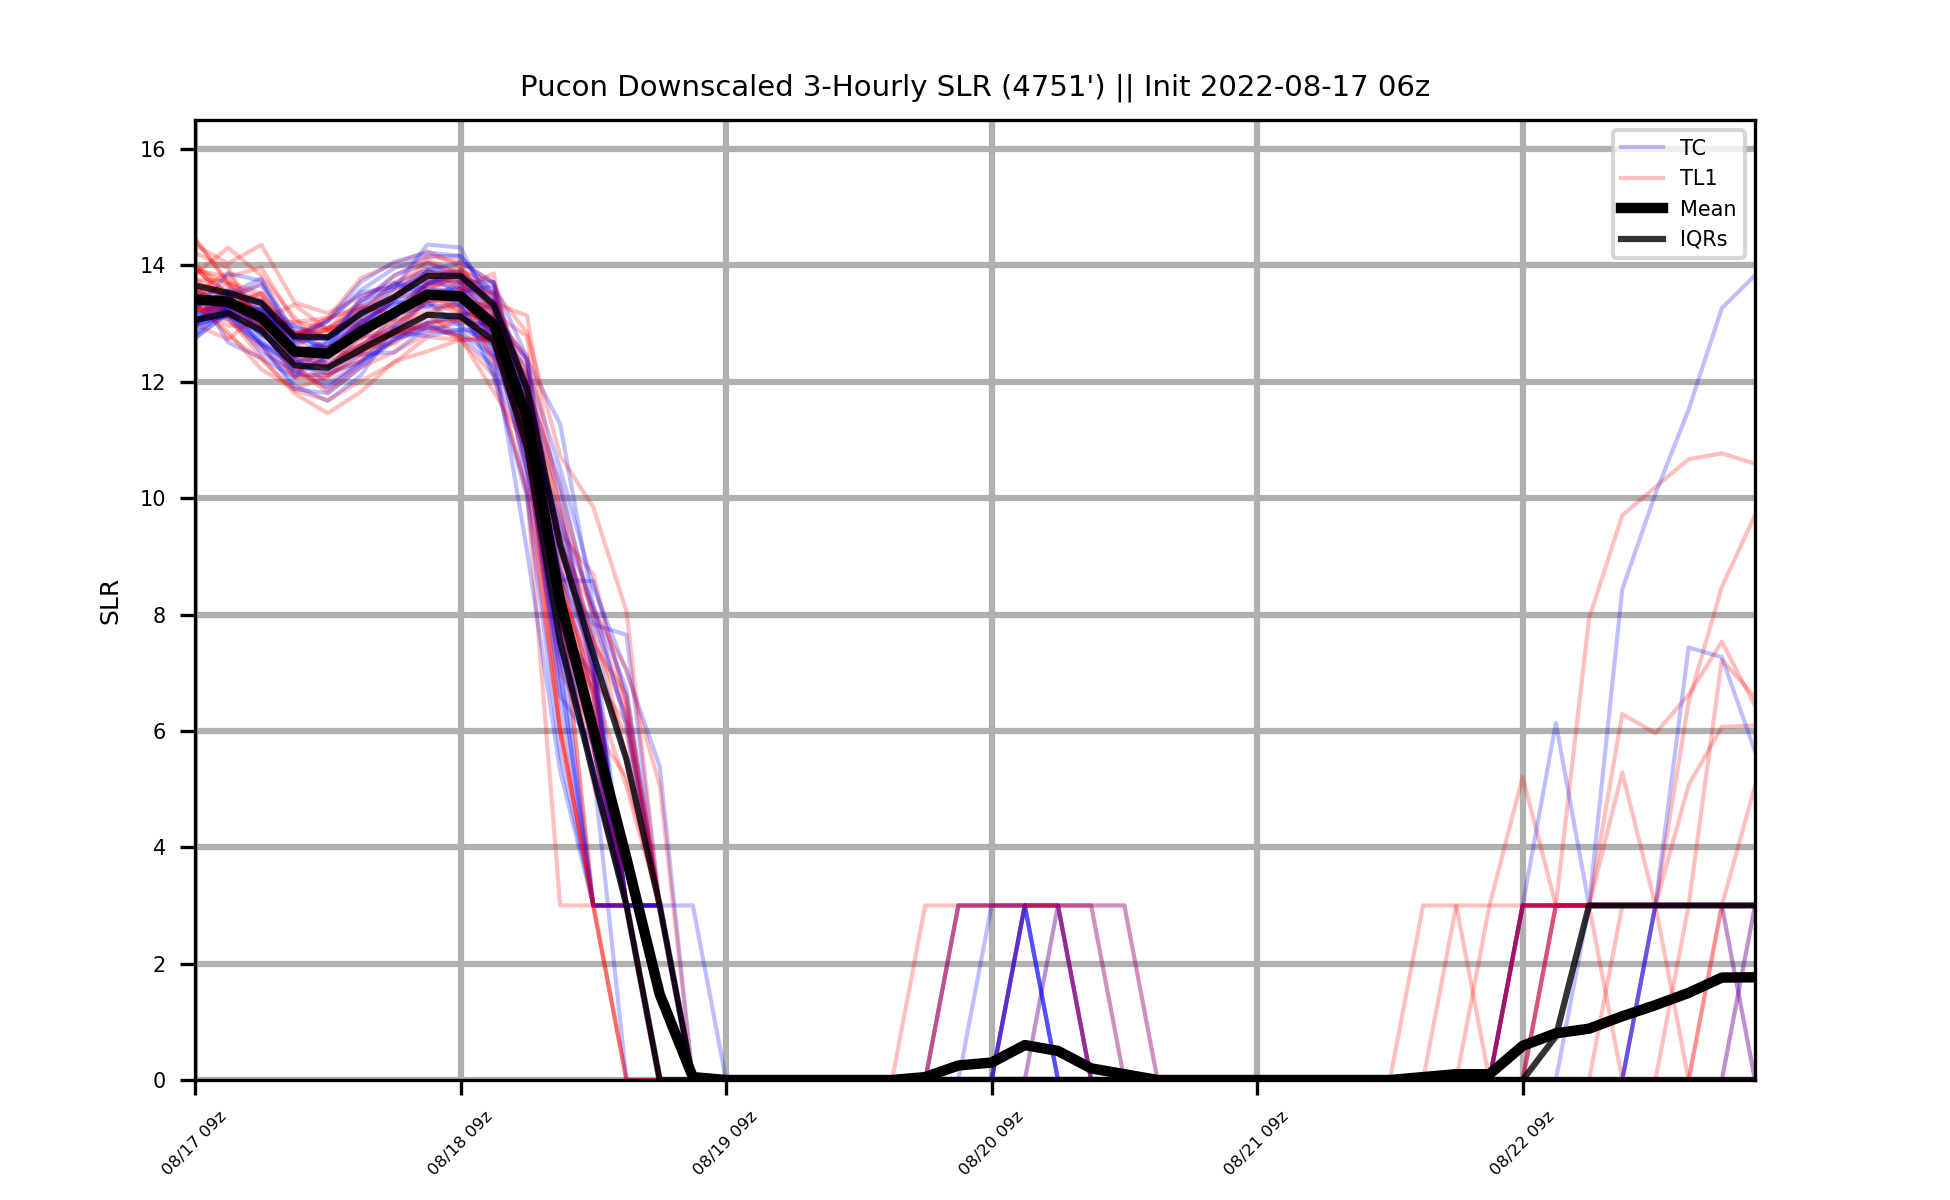 Pucon Downscaled 3-Hourly SLR (4751') || Init 2022-08-17 06z
TC
TL1
Mean
IQRs
SLR
16
14
12
10
8
6
4
2
0
08/17 09z
08/18 09z
08/19 09z
08/20 09z
08/21 09z
08/22 09z